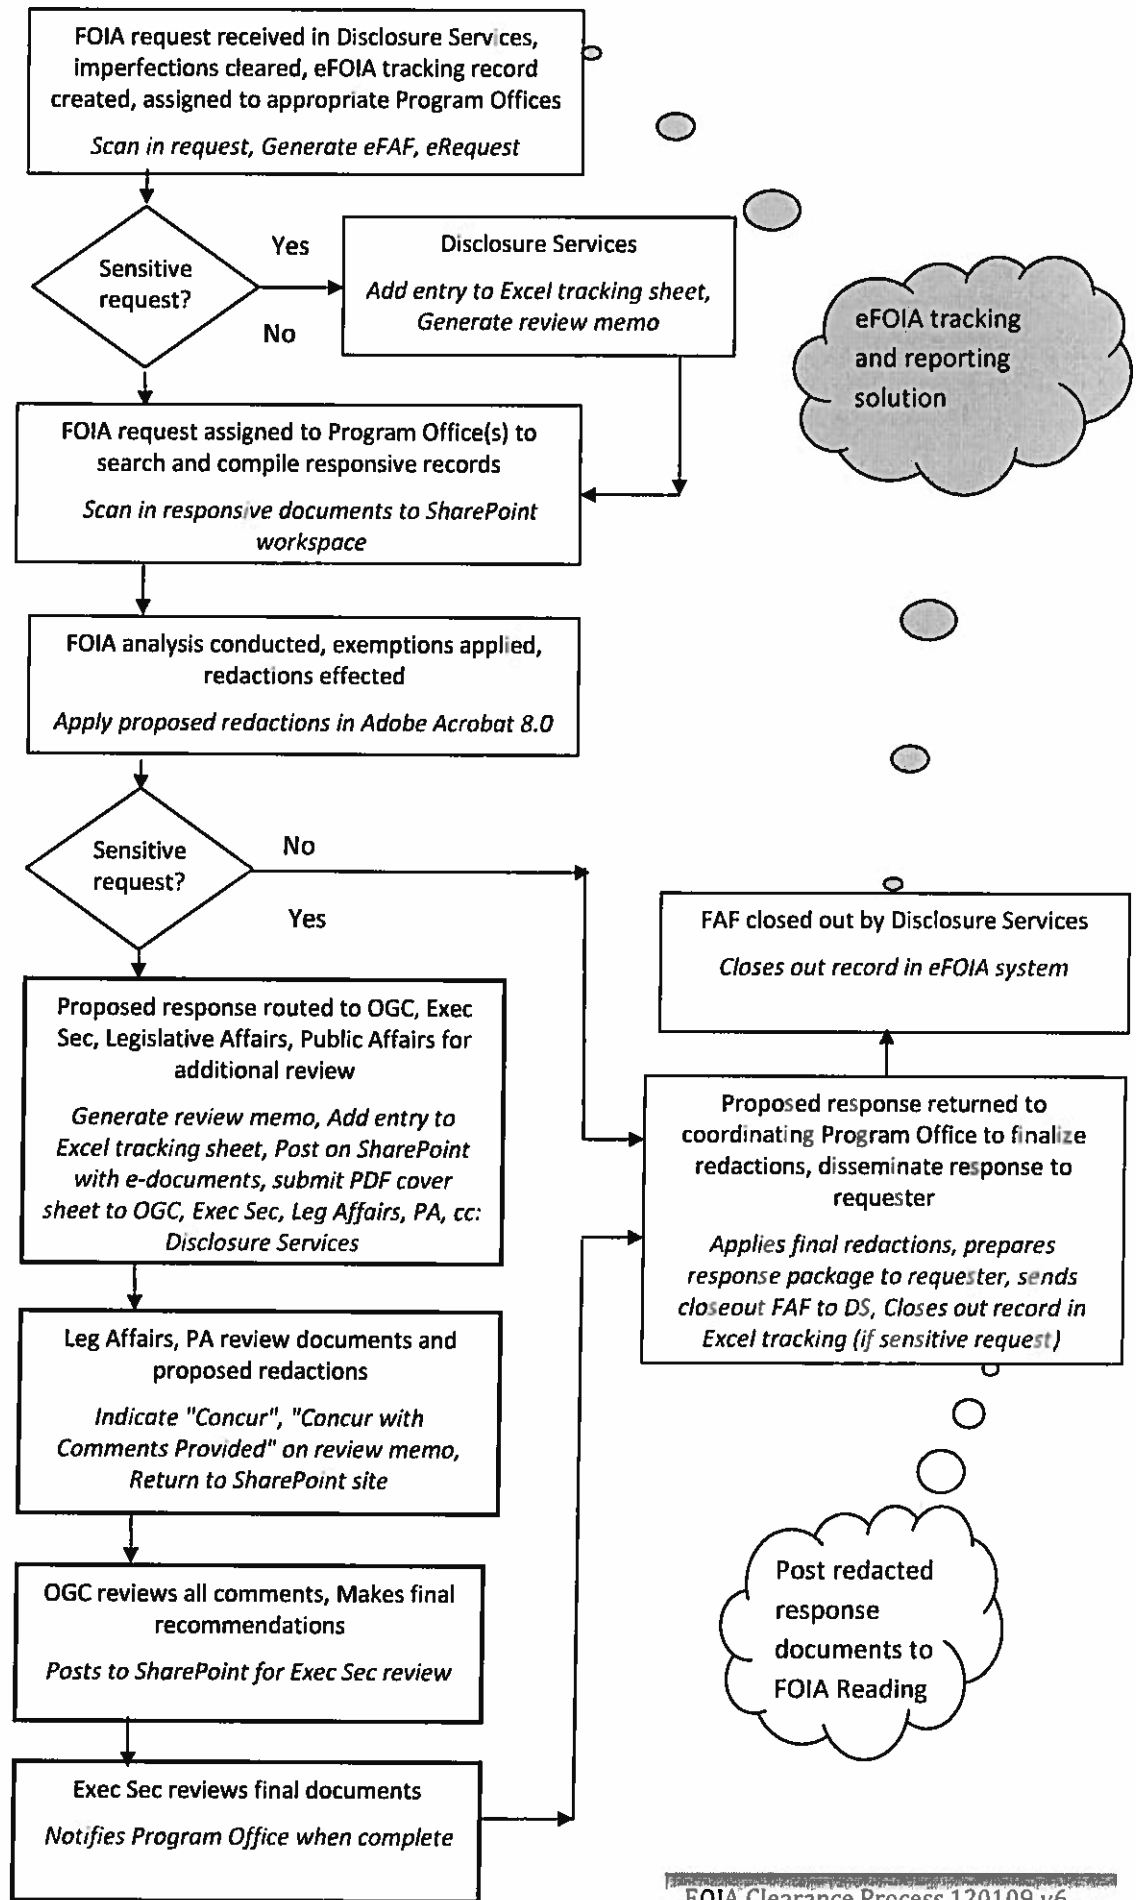 FOIA request received in Disclosure Services,
imperfections cleared, eFOIA tracking record
created, assigned to appropriate Program Offices
Scan in request, Generate eFAF, eRequest
Sensitive
request?
Yes
No
Disclosure Services
Add entry to Excel tracking sheet,
Generate review memo
eFOIA tracking
and reporting
solution
FOIA request assigned to Program Office(s) to
search and compile responsive records
Scan in responsive documents to SharePoint
workspace
FOIA analysis conducted, exemptions applied,
redactions effected
Apply proposed redactions in Adobe Acrobat 8.0
Sensitive
request?
No
Yes
Proposed response routed to OGC, Exec
Sec, Legislative Affairs, Public Affairs for
additional review
Generate review memo, Add entry to
Excel tracking sheet, Post on SharePoint
with e-documents, submit PDF cover
sheet to OGC, Exec Sec, Leg Affairs, PA, cc:
Disclosure Services
Leg Affairs, PA review documents and
proposed redactions
Indicate "Concur", "Concur with
Comments Provided" on review memo,
Return to SharePoint site
OGC reviews all comments, Makes final
recommendations
Posts to SharePoint for Exec Sec review
Exec Sec reviews final documents
Notifies Program Office when complete
FAF closed out by Disclosure Services
Closes out record in eFOIA system
Proposed response returned to
coordinating Program Office to finalize
redactions, disseminate response to
requester
Applies final redactions, prepares
response package to requester, sends
closeout FAF to DS, Closes out record in
Excel tracking (if sensitive request)
Post redacted
response
documents to
FOIA Reading
FOIA Clearance Process 120109 v6